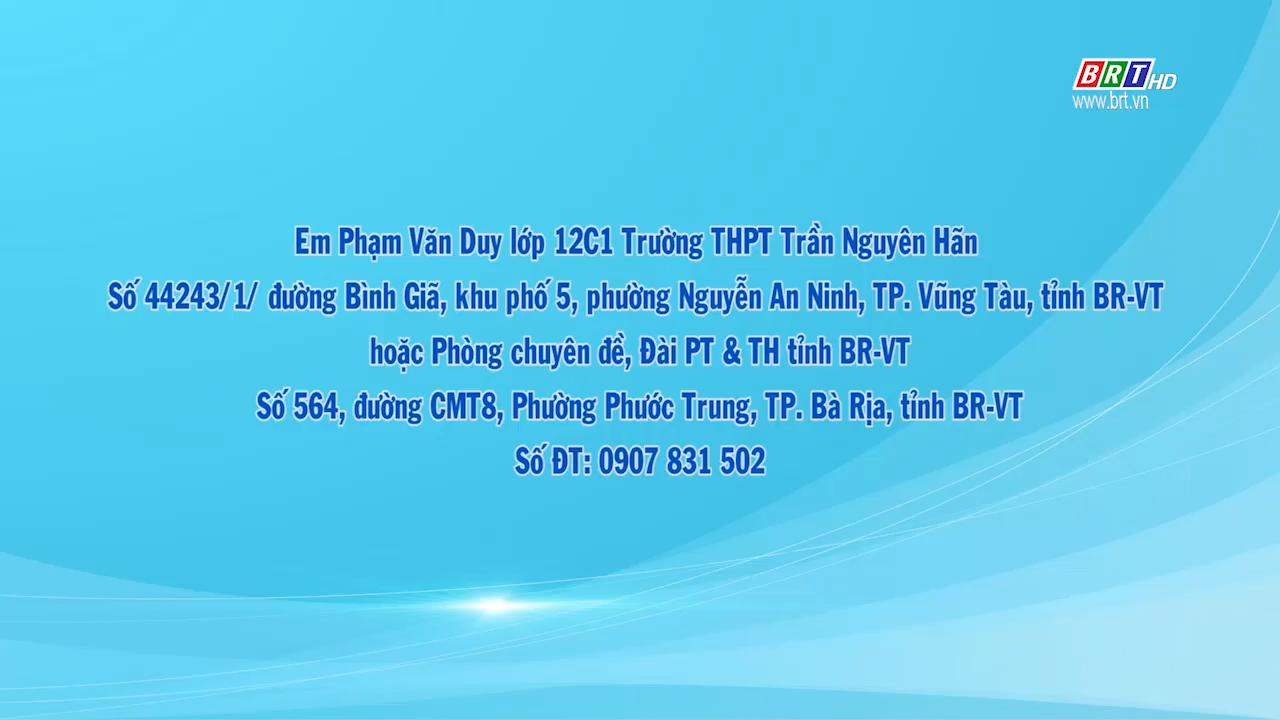 BRTHD
www.brt.vn
Em Phạm Văn Duy lớp 12C1 Trường THPT Trần Nguyên Hãn
Số 44243/1/ đường Bình Giã, khu phố 5, phường Nguyễn An Ninh, TP. Vũng Tàu, tỉnh BR-VT
hoặc Phòng chuyên đề, Đài PT & TH tỉnh BR-VT
Số 564, đường CMT8, Phường Phước Trung, TP. Bà Rịa, tỉnh BR-VT
Số ĐT: 0907 831 502